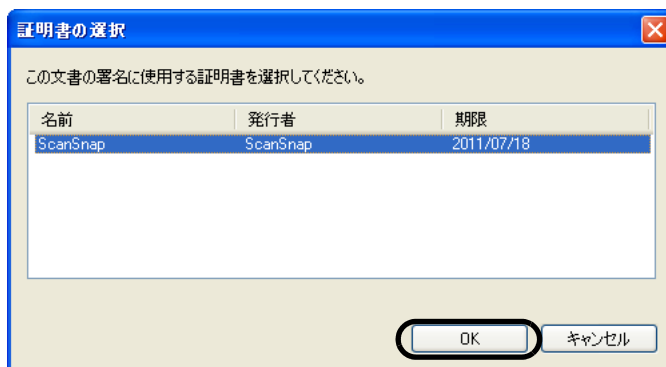 証明書の選択
この文書の署名に使用する証明書を選択してください。
名前 発行者 期限
ScanSnap ScanSnap 2011/07/18
OK キャンセル